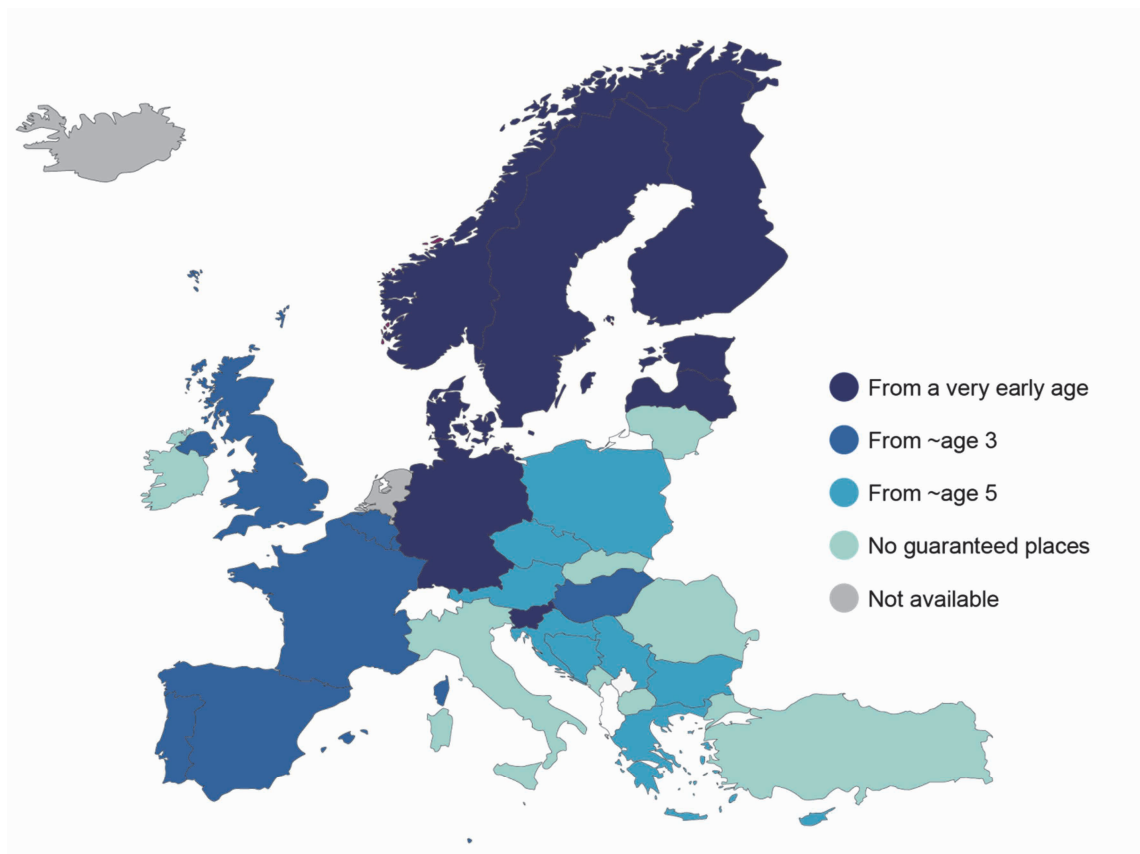 From a very early age
From ~age 3
From ~age 5
No guaranteed places
Not available